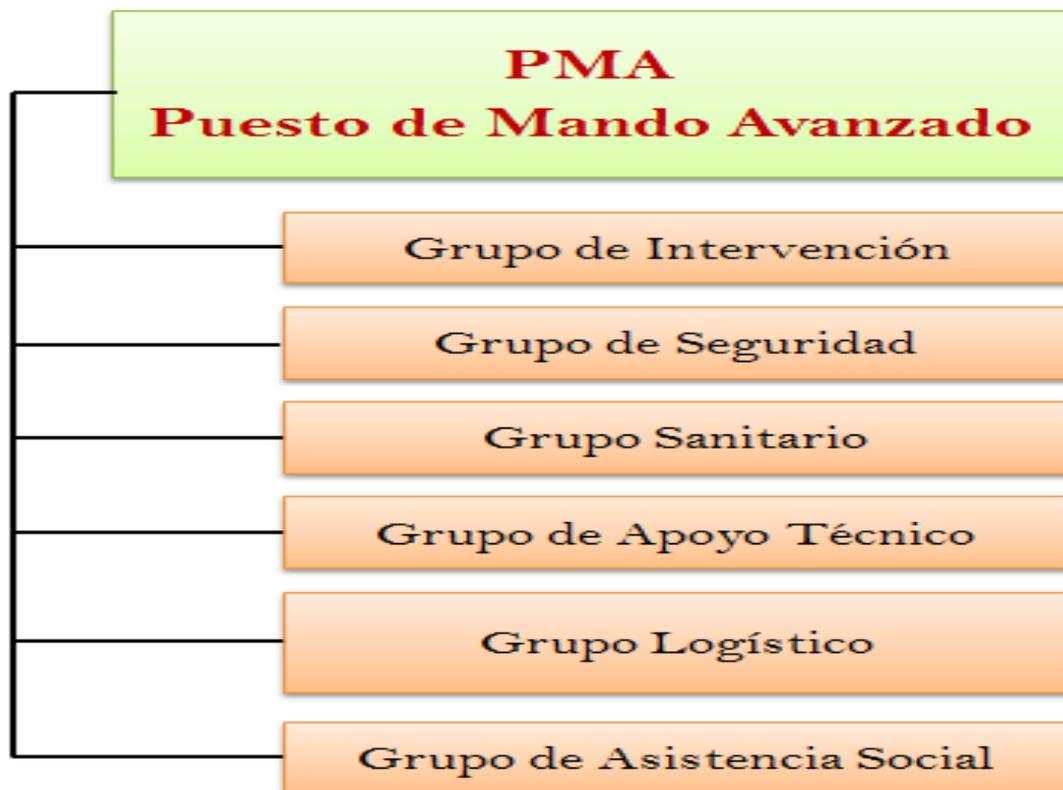 PMA
Puesto de Mando Avanzado
Grupo de Intervención
Grupo de Seguridad
Grupo Sanitario
Grupo de Apoyo Técnico
Grupo Logístico
Grupo de Asistencia Social